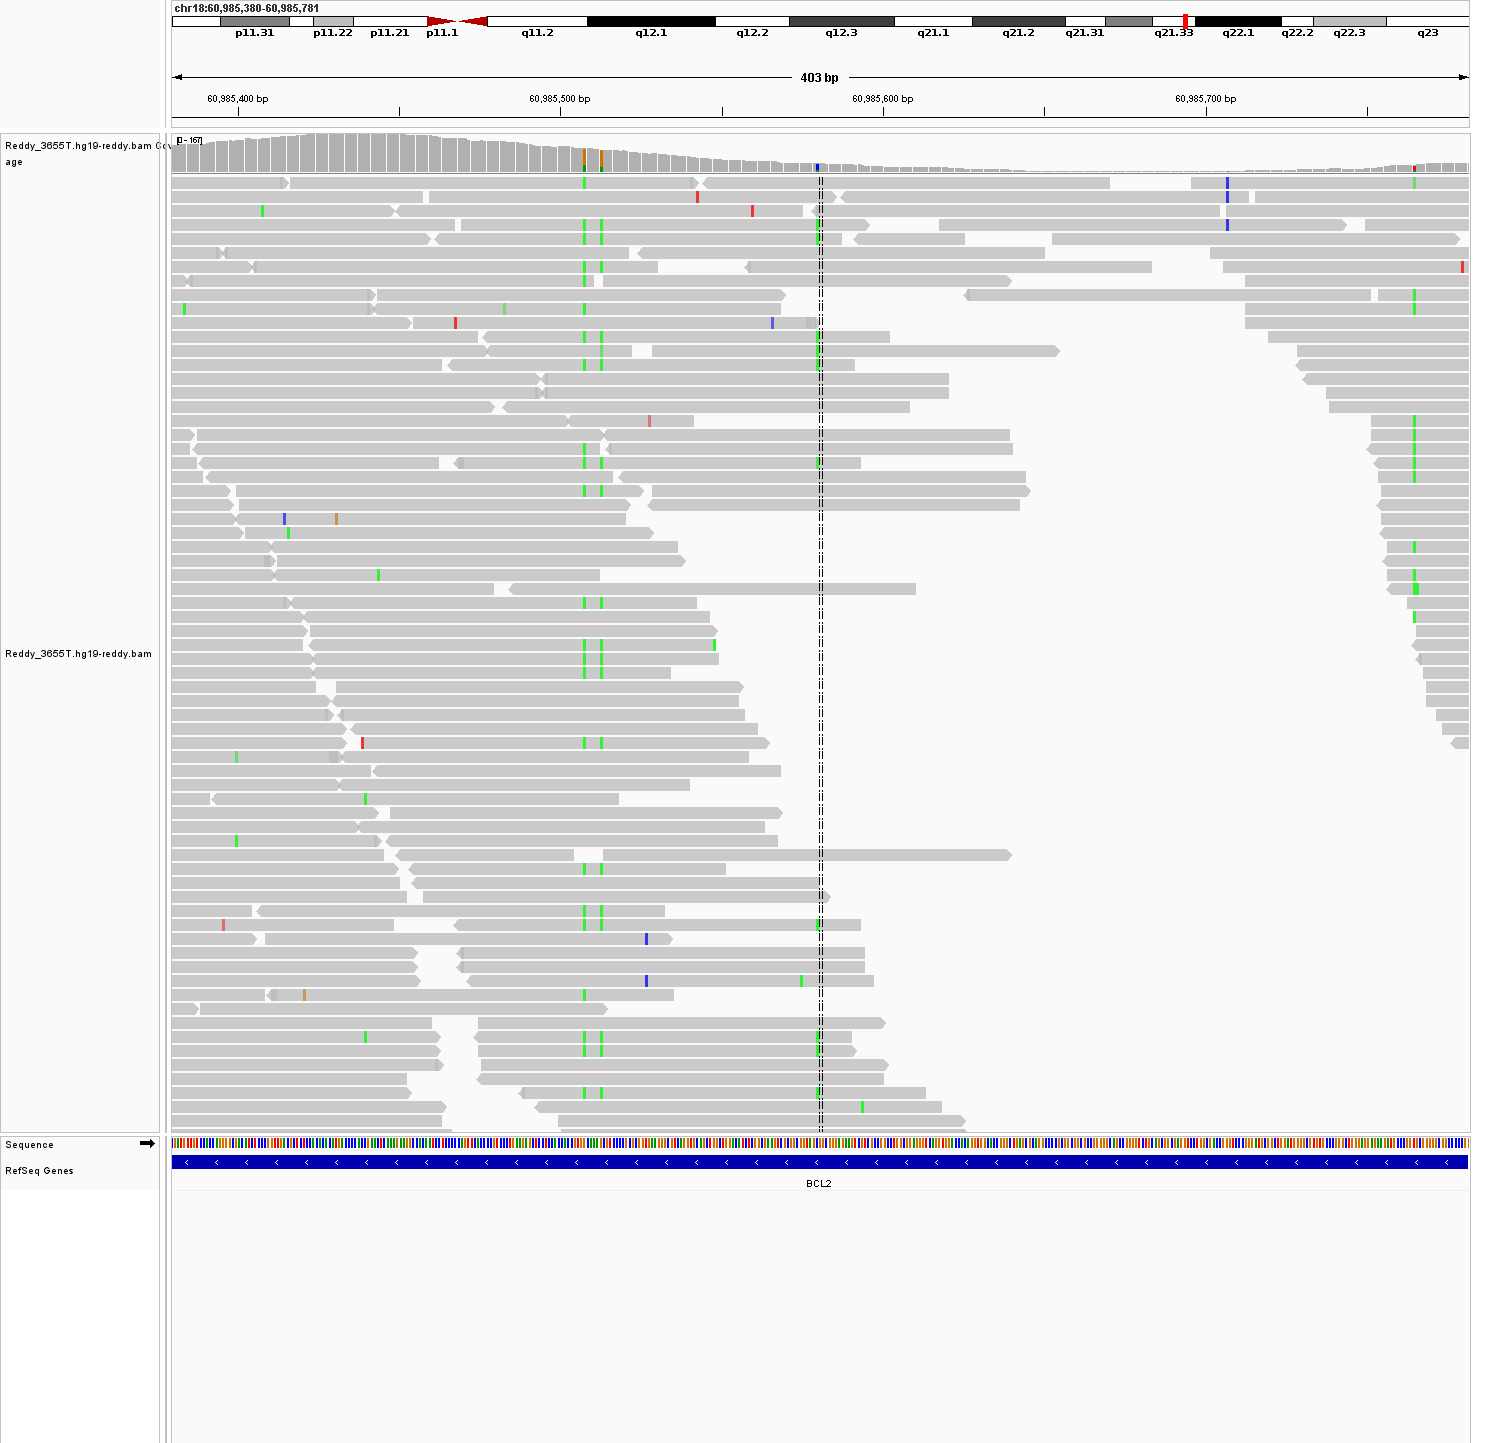 chr18:60,985,380-60,985,781
p11.31 p11.22 p11.21 p11.1 q11.2 q12.1 q12.2 q12.3 q21.1 q21.2 q21.31 q21.33 q22.1 q22.2 q22.3 q23
403 bp
60,985,400 bp 60,985,500 bp 60,985,600 bp 60,985,700 bp
[0 - 167]
Reddy_3655T.hg19-reddy.bam Cov
age
Reddy_3655T.hg19-reddy.bam
Sequence
RefSeq Genes
BCL2